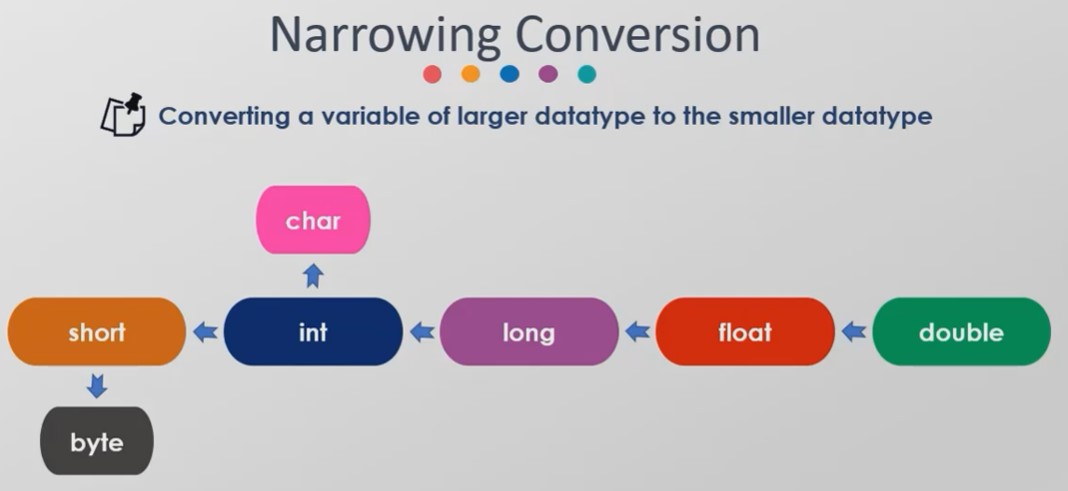 Narrowing Conversion
Converting a variable of larger datatype to the smaller datatype
char
short int long float double
byte